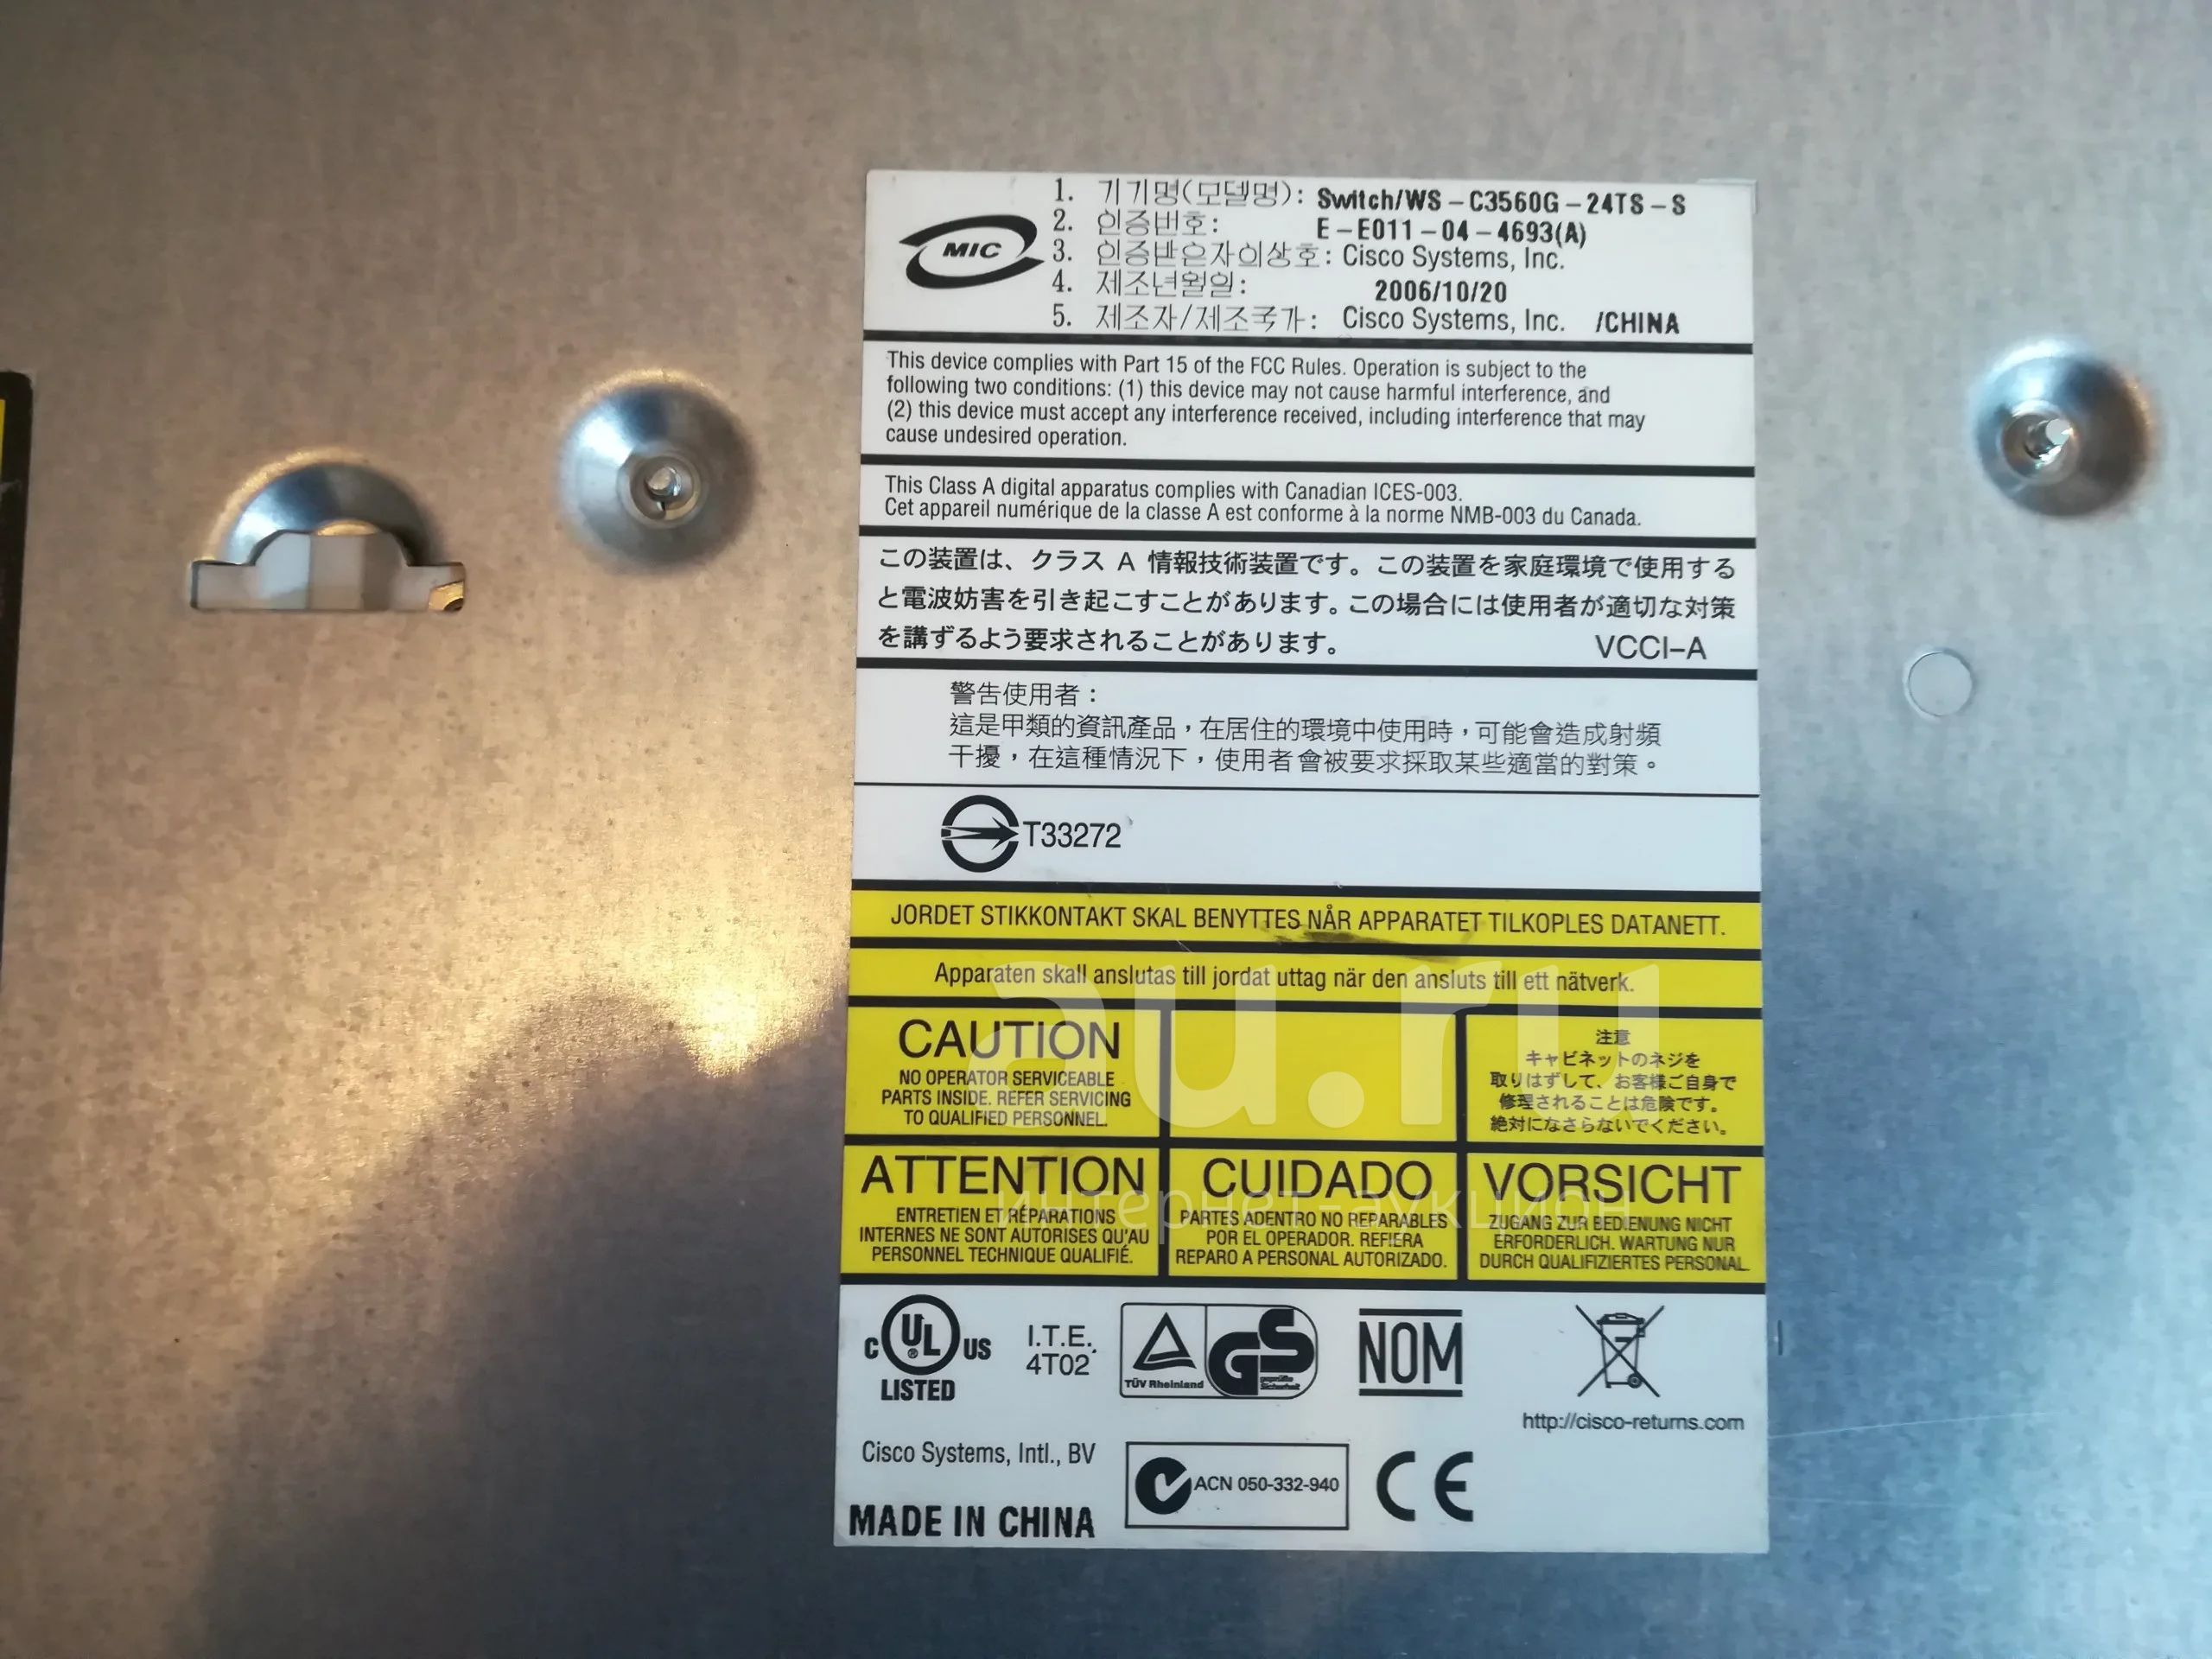 MIC
1. 기기명(모델명): Switch/WS-C3560G-24TS-S
2. 인증번호: E-E011-04-4693(A)
3. 인증받은자의상호: Cisco Systems, Inc.
4. 제조년월일: 2006/10/20
5. 제조자/제조국가: Cisco Systems, Inc. /CHINA
This device complies with Part 15 of the FCC Rules. Operation is subject to the
following two conditions: (1) this device may not cause harmful interference, and
(2) this device must accept any interference received, including interference that may
cause undesired operation.
This Class A digital apparatus complies with Canadian ICES-003.
Cet appareil numérique de la classe A est conforme à la norme NMB-003 du Canada.
この装置は、クラス A 情報技術装置です。この装置を家庭環境で使用する
と電波妨害を引き起こすことがあります。この場合には使用者が適切な対策
を講ずるよう要求されることがあります。 VCCI-A
警告使用者：
這是甲類的資訊產品，在居住的環境中使用時，可能會造成射頻
干擾，在這種情況下，使用者會被要求採取某些適當的對策。
T33272
JORDET STIKKONTAKT SKAL BENYTTES NÅR APPARATET TILKOPLES DATANETT.
Apparaten skall anslutas till jordat uttag när den ansluts till ett nätverk.
au.ru
интернет-аукцион
CAUTION
NO OPERATOR SERVICEABLE
PARTS INSIDE. REFER SERVICING
TO QUALIFIED PERSONNEL.
注意
キャビネットのネジを
取りはずして、お客様ご自身で
修理されることは危険です。
絶対になさらないでください。
ATTENTION
ENTRETIEN ET RÉPARATIONS
INTERNES NE SONT AUTORISES QU'AU
PERSONNEL TECHNIQUE QUALIFIÉ.
CUIDADO
PARTES ADENTRO NO REPARABLES
POR EL OPERADOR. REFIERA
REPARO A PERSONAL AUTORIZADO.
VORSICHT
ZUGANG ZUR BEDIENUNG NICHT
ERFORDERLICH. WARTUNG NUR
DURCH QUALIFIZIERTES PERSONAL.
C UL ® US
LISTED
I.T.E.
4T02
TÜV Rheinland
GS
geprüfte
Sicherheit
NOM
http://cisco-returns.com
Cisco Systems, Intl., BV
ACN 050-332-940
CE
MADE IN CHINA